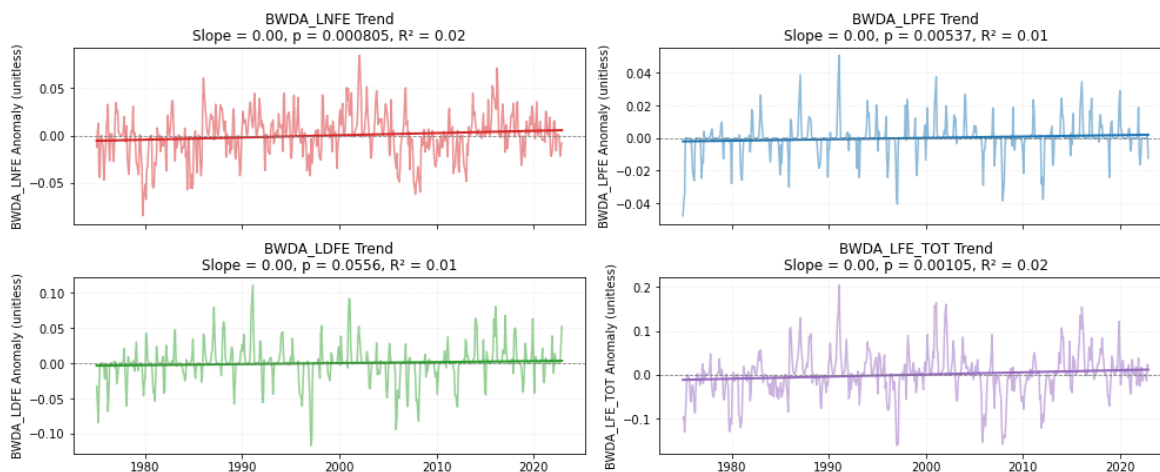 BWDA_LNFE Trend
Slope = 0.00, p = 0.000805, R² = 0.02
BWDA_LNFE Anomaly (unitless)
0.05
0.00
−0.05
BWDA_LPFE Trend
Slope = 0.00, p = 0.00537, R² = 0.01
BWDA_LPFE Anomaly (unitless)
0.04
0.02
0.00
−0.02
−0.04
BWDA_LDFE Trend
Slope = 0.00, p = 0.0556, R² = 0.01
BWDA_LDFE Anomaly (unitless)
0.10
0.05
0.00
−0.05
−0.10
1980 1990 2000 2010 2020
BWDA_LFE_TOT Trend
Slope = 0.00, p = 0.00105, R² = 0.02
BWDA_LFE_TOT Anomaly (unitless)
0.2
0.1
0.0
−0.1
1980 1990 2000 2010 2020